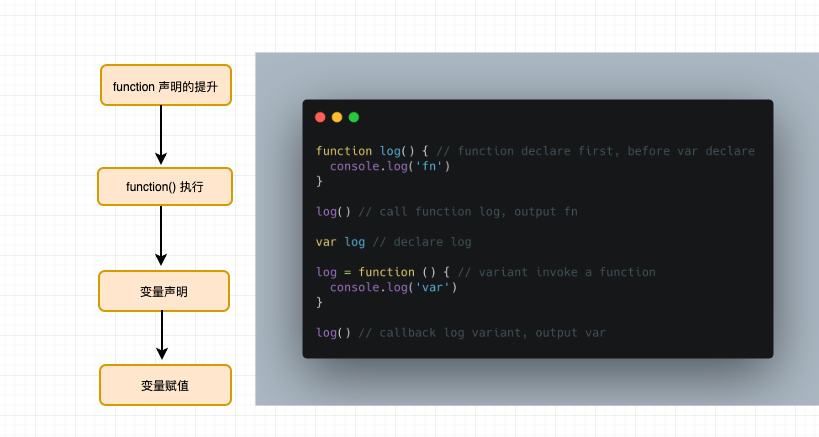 function 声明的提升
function() 执行
变量声明
变量赋值
function log() { // function declare first, before var declare
  console.log('fn')
}
log() // call function log, output fn
var log // declare log
log = function () { // variant invoke a function
  console.log('var')
}
log() // callback log variant, output var